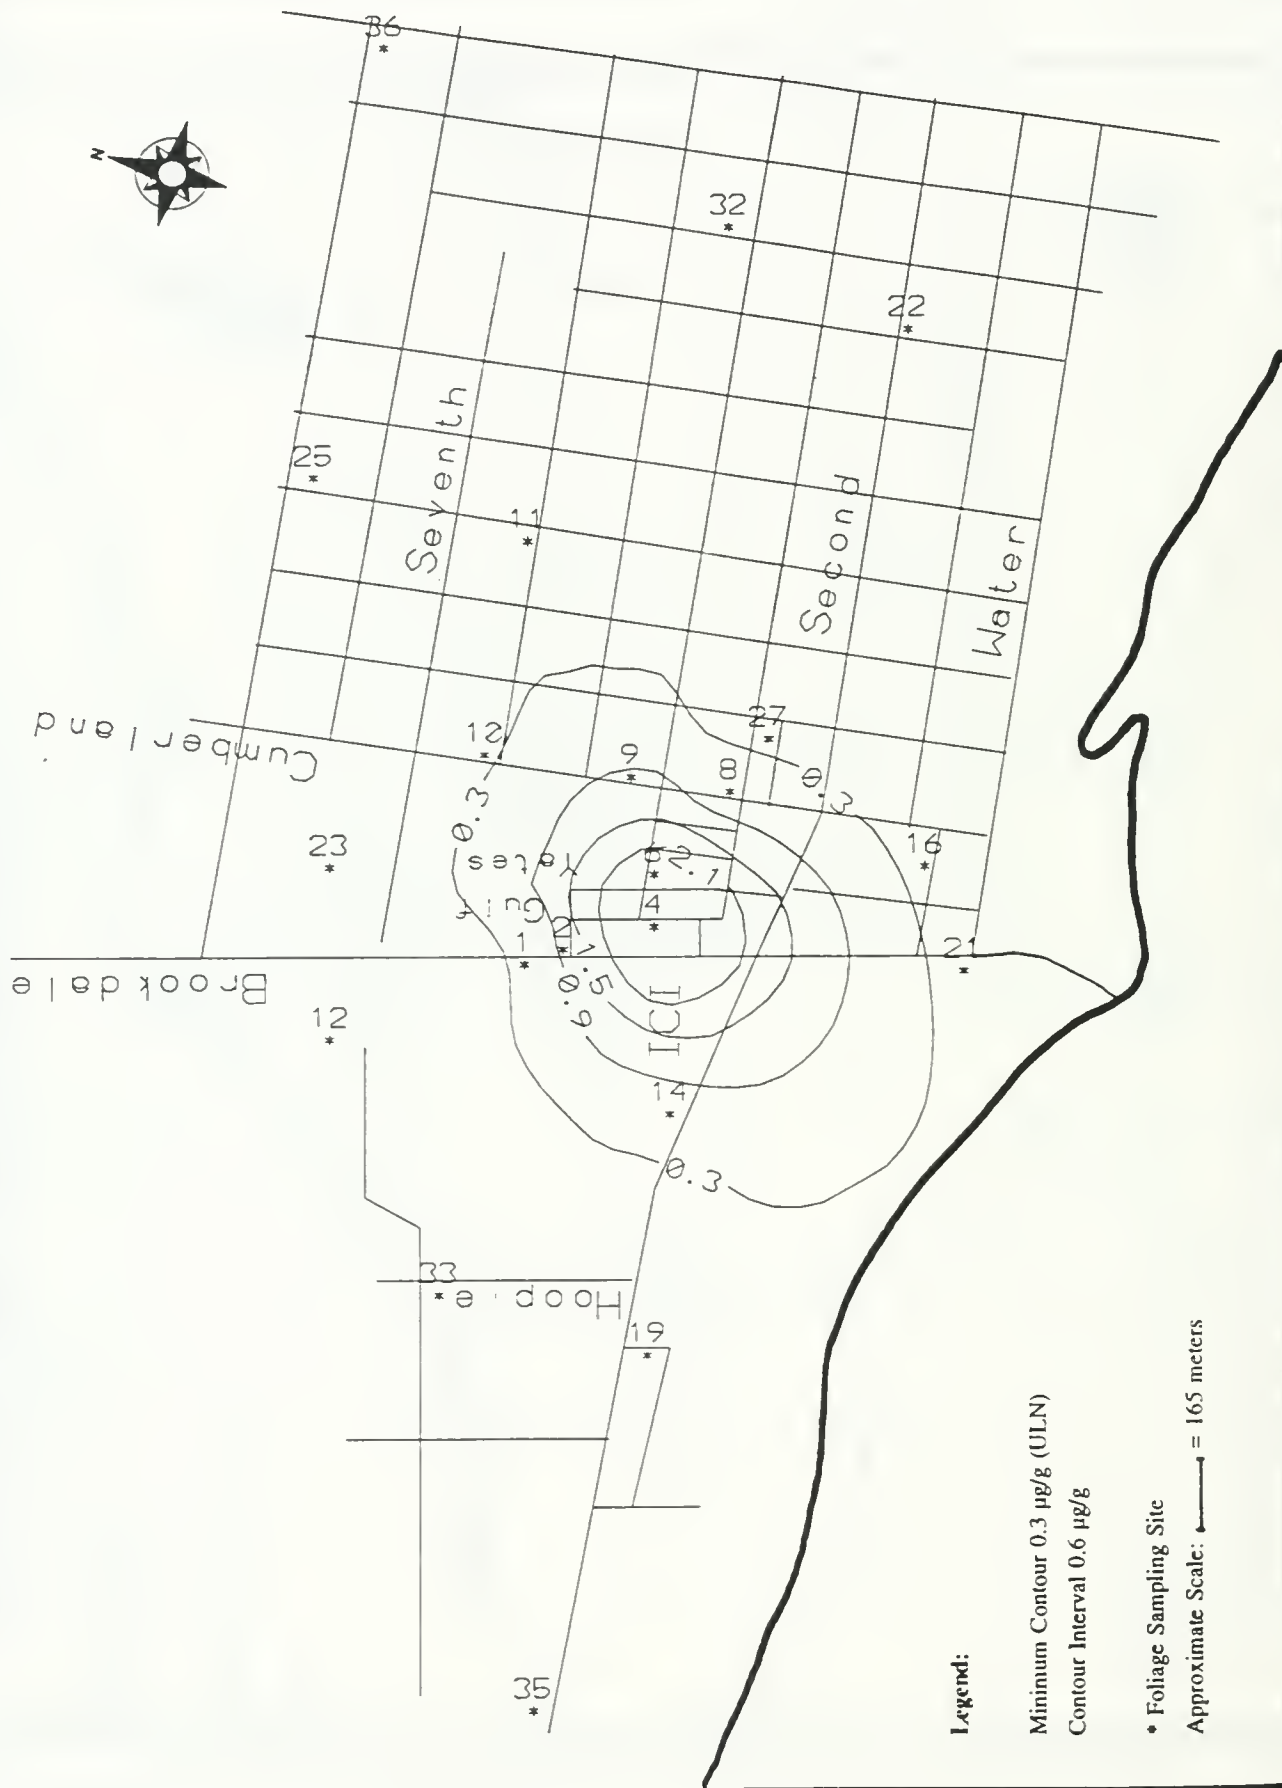 36
N
32
22
25
Seventh
11
Second
Water
Cumberland
12
27
9
8
0.3
0.3
23
Yates
6
2.1
16
Gulf
4
2
1
1.5
0.9
21
Brookdale
ICI
12
14
0.3
33
Hoople
19
35
Legend:
Minimum Contour 0.3 µg/g (ULN)
Contour Interval 0.6 µg/g
* Foliage Sampling Site
Approximate Scale: = 165 meters